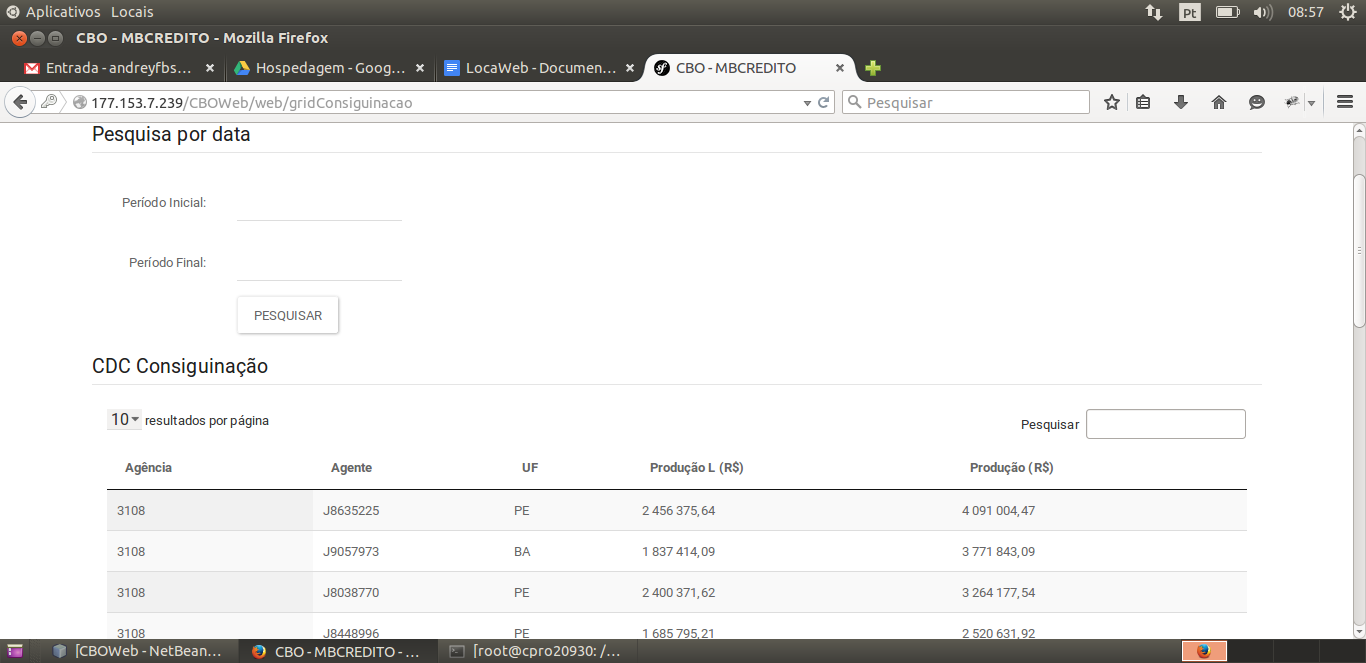 Aplicativos Locais Pt 08:57
CBO - MBCREDITO - Mozilla Firefox
Entrada - andreyfbs... Hospedagem - Goog... LocaWeb - Documen... CBO - MBCREDITO
177.153.7.239/CBOWeb/web/gridConsiguinacao Pesquisar
Pesquisa por data
Período Inicial:
Período Final:
PESQUISAR
CDC Consiguinação
10 resultados por página Pesquisar
Agência Agente UF Produção L (R$) Produção (R$)
3108 J8635225 PE 2 456 375,64 4 091 004,47
3108 J9057973 BA 1 837 414,09 3 771 843,09
3108 J8038770 PE 2 400 371,62 3 264 177,54
3108 J8448996 PE 1 685 795,21 2 520 631,92
[CBOWeb - NetBean... CBO - MBCREDITO - ... [root@cpro20930: /...